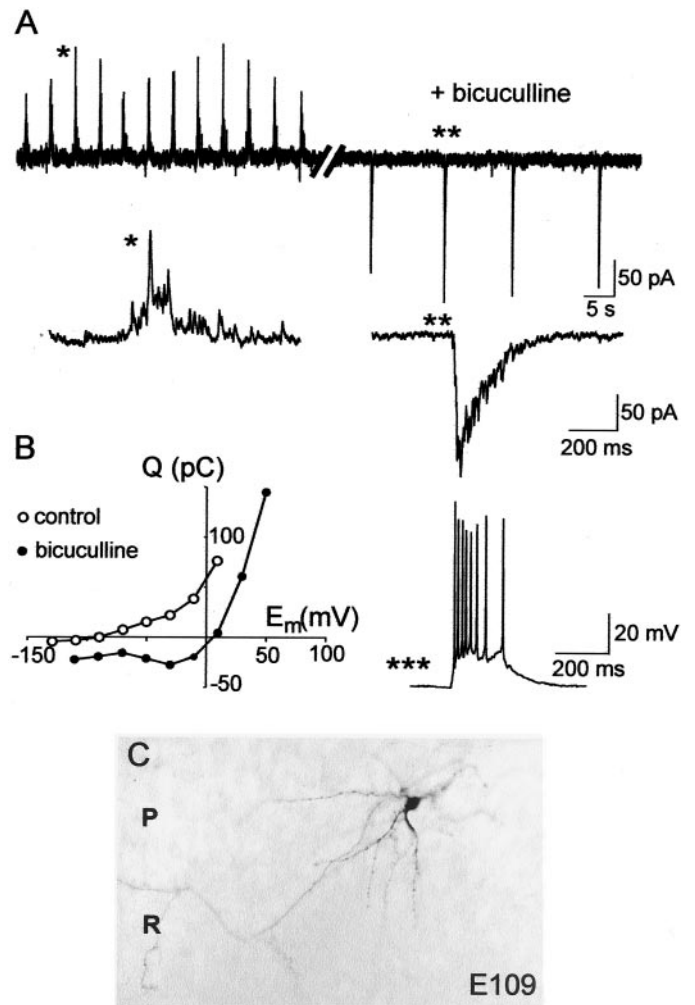 A
*
+ bicuculline
**
50 pA
5 s
*
**
50 pA
200 ms
B
Q (pC)
control
100
bicuculline
Em(mV)
-150
50
100
-50
20 mV
200 ms
***
C
P
R
E109